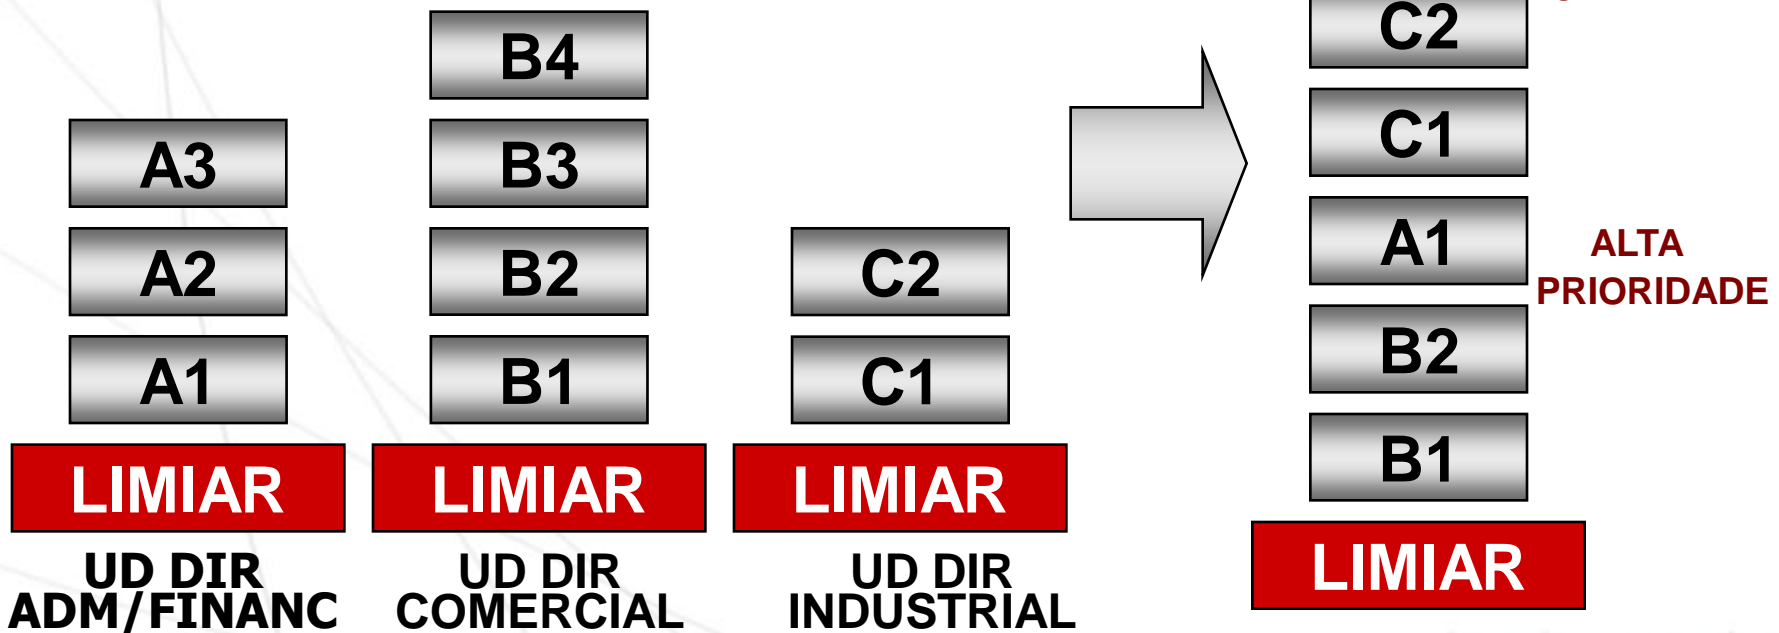 B4
B3
B2
B1
A3
A2
A1
C2
C1
LIMIAR
LIMIAR
LIMIAR
UD DIR
ADM/FINANC
UD DIR
COMERCIAL
UD DIR
INDUSTRIAL
C2
C1
A1
B2
B1
LIMIAR
ALTA
PRIORIDADE